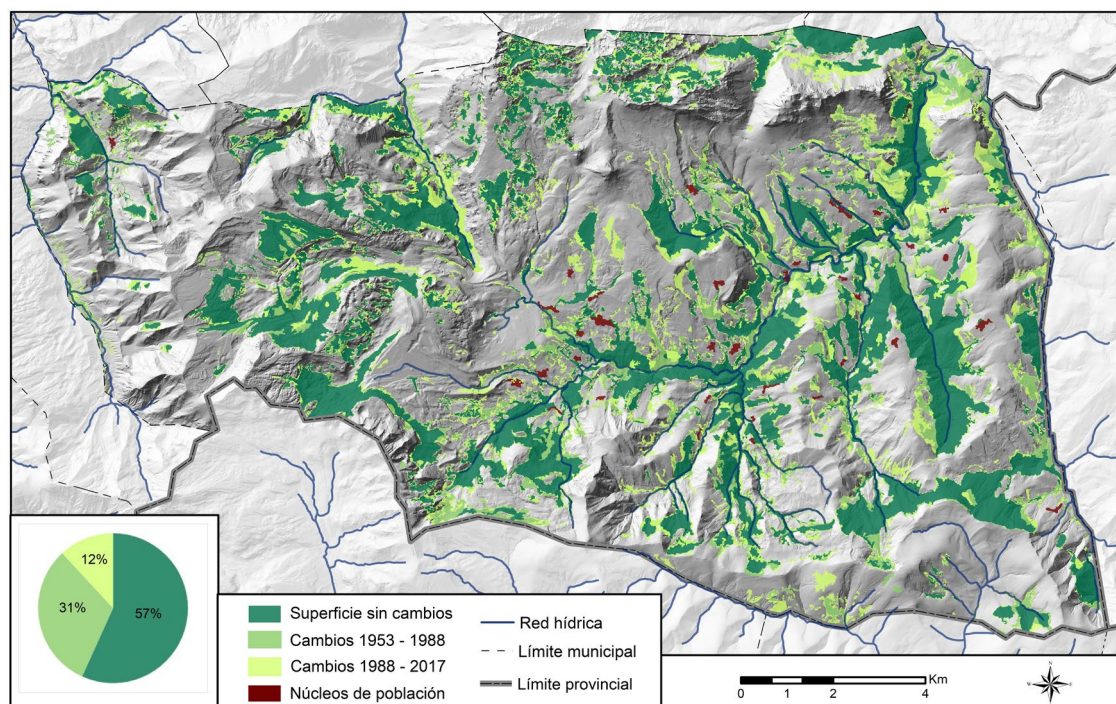 12%
31%
57%
Superficie sin cambios
Cambios 1953 - 1988
Cambios 1988 - 2017
Núcleos de población
Red hídrica
Límite municipal
Límite provincial
Km
0 1 2 4
N